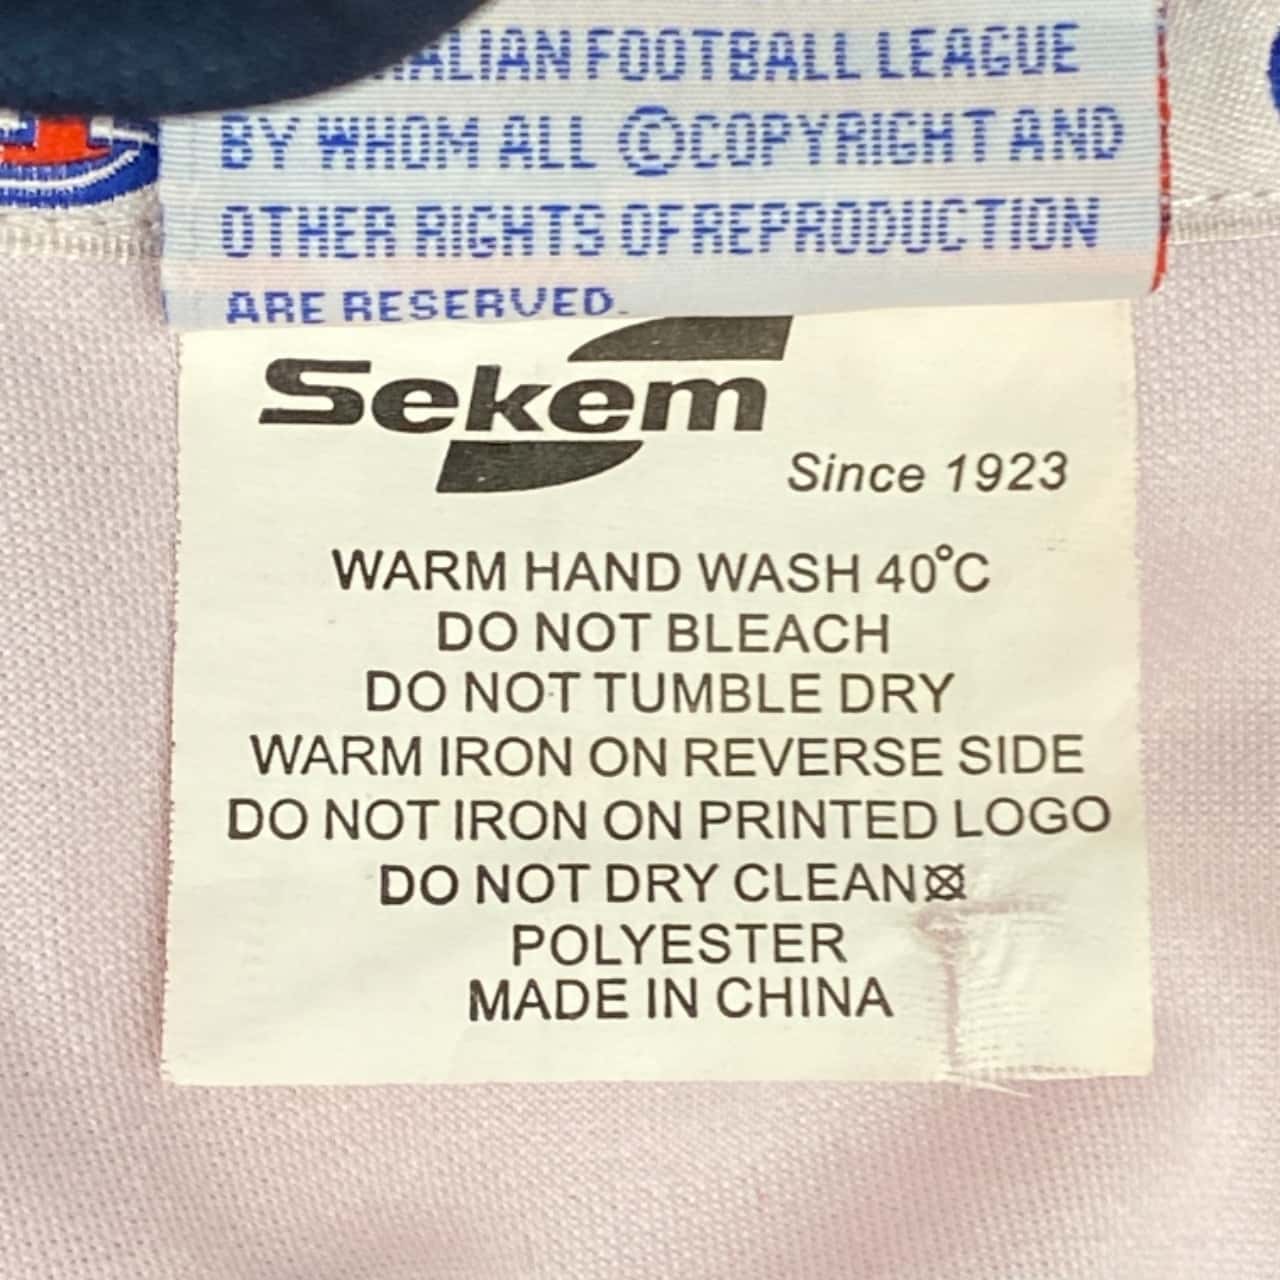 FOOTBALL LEAGUE
BY WHOM ALL ©COPYRIGHT AND
OTHER RIGHTS OF REPRODUCTION
ARE RESERVED.
Sekem
Since 1923
WARM HAND WASH 40°C
DO NOT BLEACH
DO NOT TUMBLE DRY
WARM IRON ON REVERSE SIDE
DO NOT IRON ON PRINTED LOGO
DO NOT DRY CLEAN
POLYESTER
MADE IN CHINA